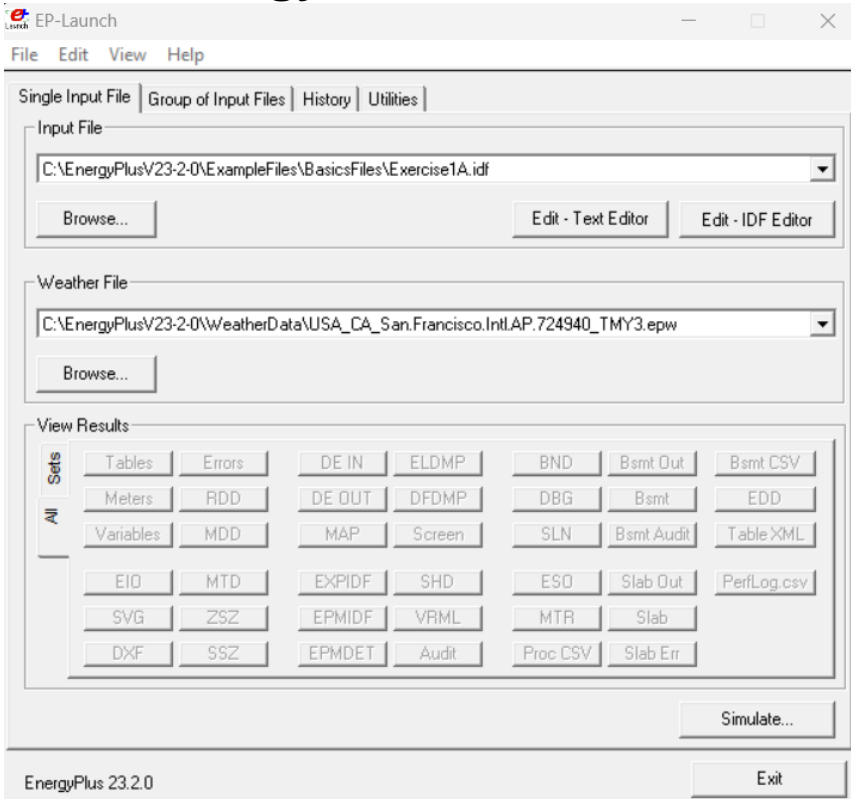 EP-Launch
File Edit View Help
Single Input File Group of Input Files History Utilities
Input File
C:\EnergyPlusV23-2-0\ExampleFiles\BasicsFiles\Exercise1A.idf
Browse... Edit - Text Editor Edit - IDF Editor
Weather File
C:\EnergyPlusV23-2-0\WeatherData\USA_CA_San.Francisco.Intl.AP.724940_TMY3.epw
Browse...
View Results
Sets
All
Tables Errors DE IN ELDMP BND Bsmt Out Bsmt CSV
Meters RDD DE OUT DFDMP DBG Bsmt EDD
Variables MDD MAP Screen SLN Bsmt Audit Table XML
EIO MTD EXPIDF SHD ESO Slab Out PerfLog.csv
SVG ZSZ EPMIDF VRML MTR Slab
DXF SSZ EPMDET Audit Proc CSV Slab Err
Simulate...
EnergyPlus 23.2.0 Exit